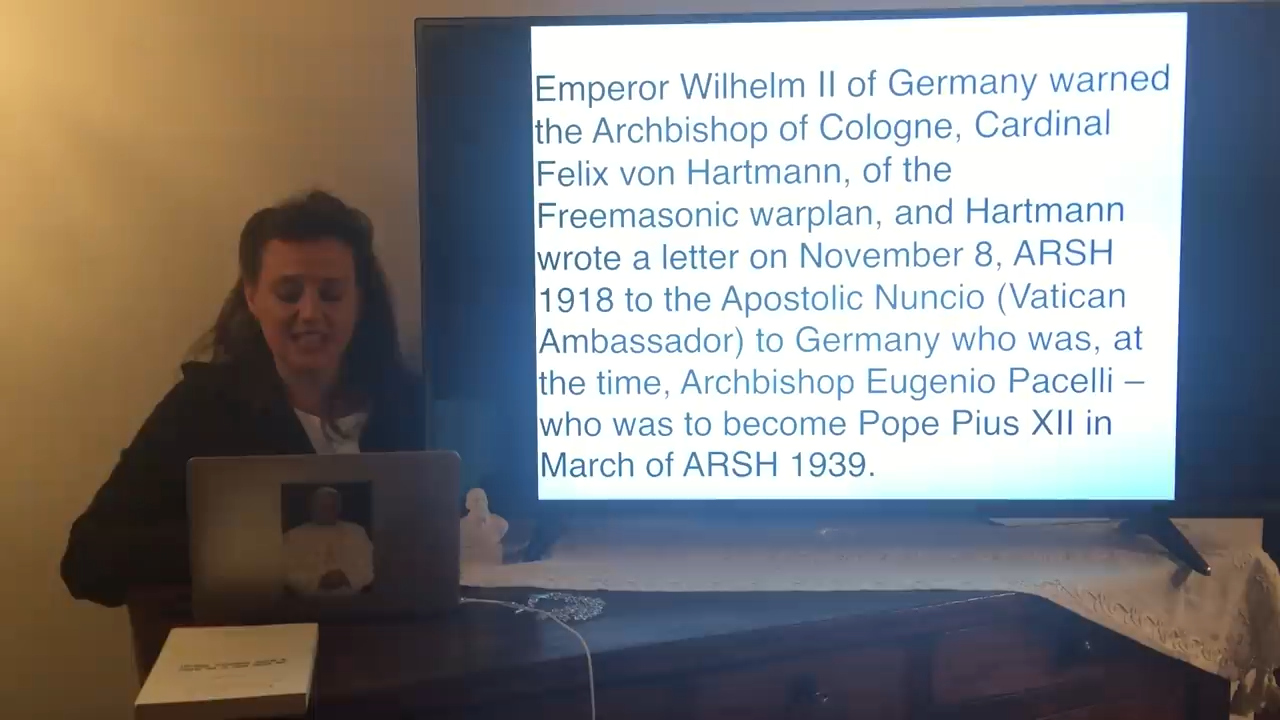 Emperor Wilhelm II of Germany warned
the Archbishop of Cologne, Cardinal
Felix von Hartmann, of the
Freemasonic warplan, and Hartmann
wrote a letter on November 8, ARSH
1918 to the Apostolic Nuncio (Vatican
Ambassador) to Germany who was, at
the time, Archbishop Eugenio Pacelli –
who was to become Pope Pius XII in
March of ARSH 1939.